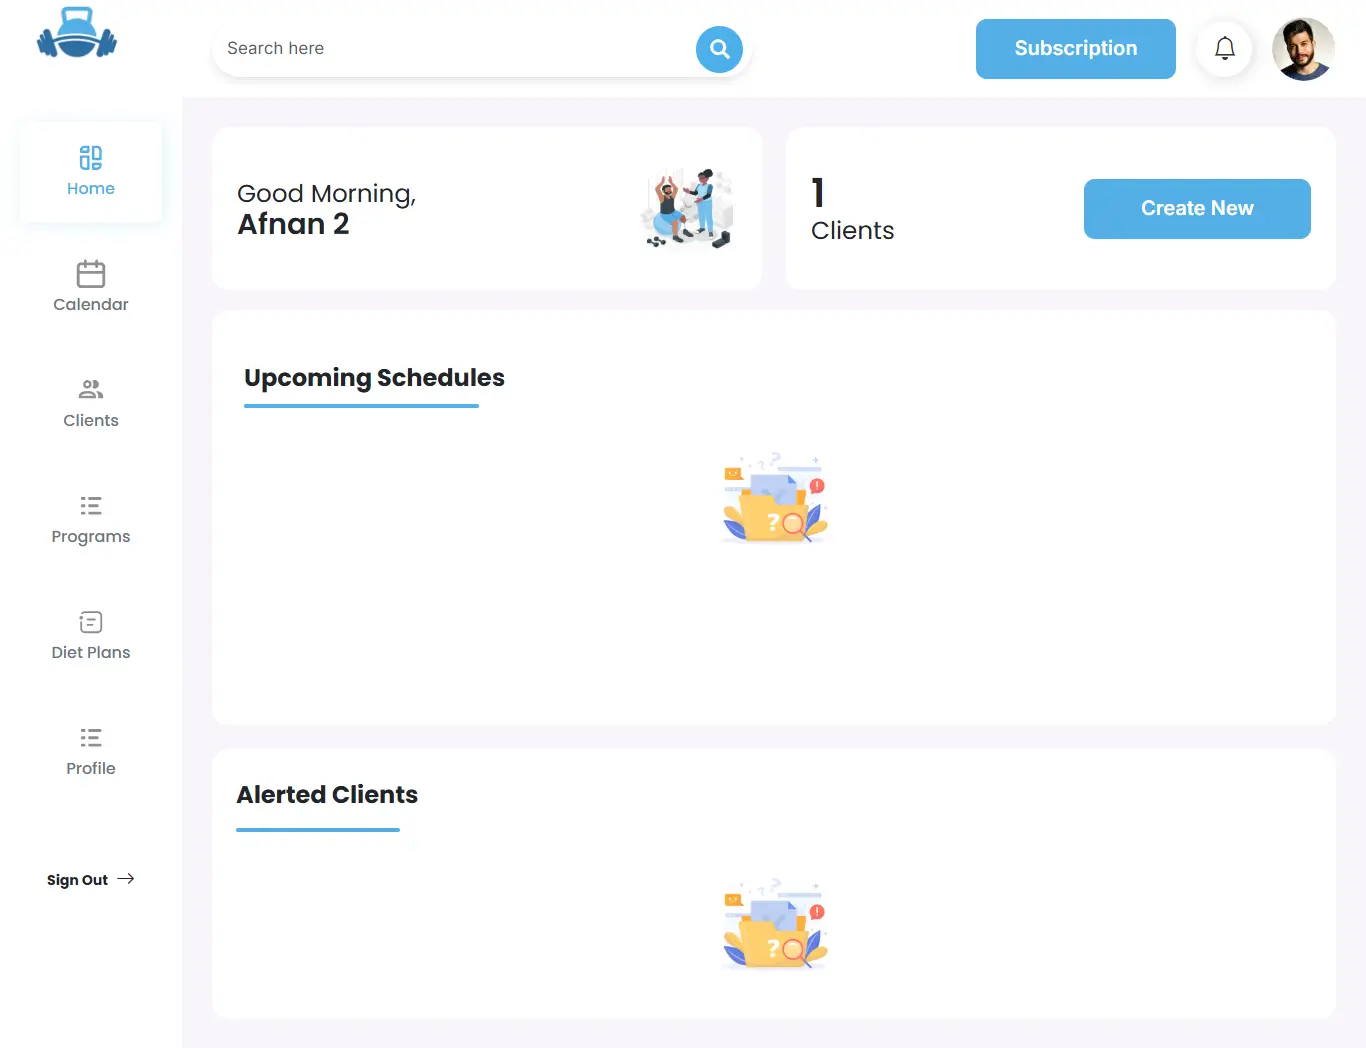 Search here
Subscription
Home
Calendar
Clients
Programs
Diet Plans
Profile
Sign Out
Good Morning,
Afnan 2
1
Clients
Create New
Upcoming Schedules
?
Alerted Clients
?